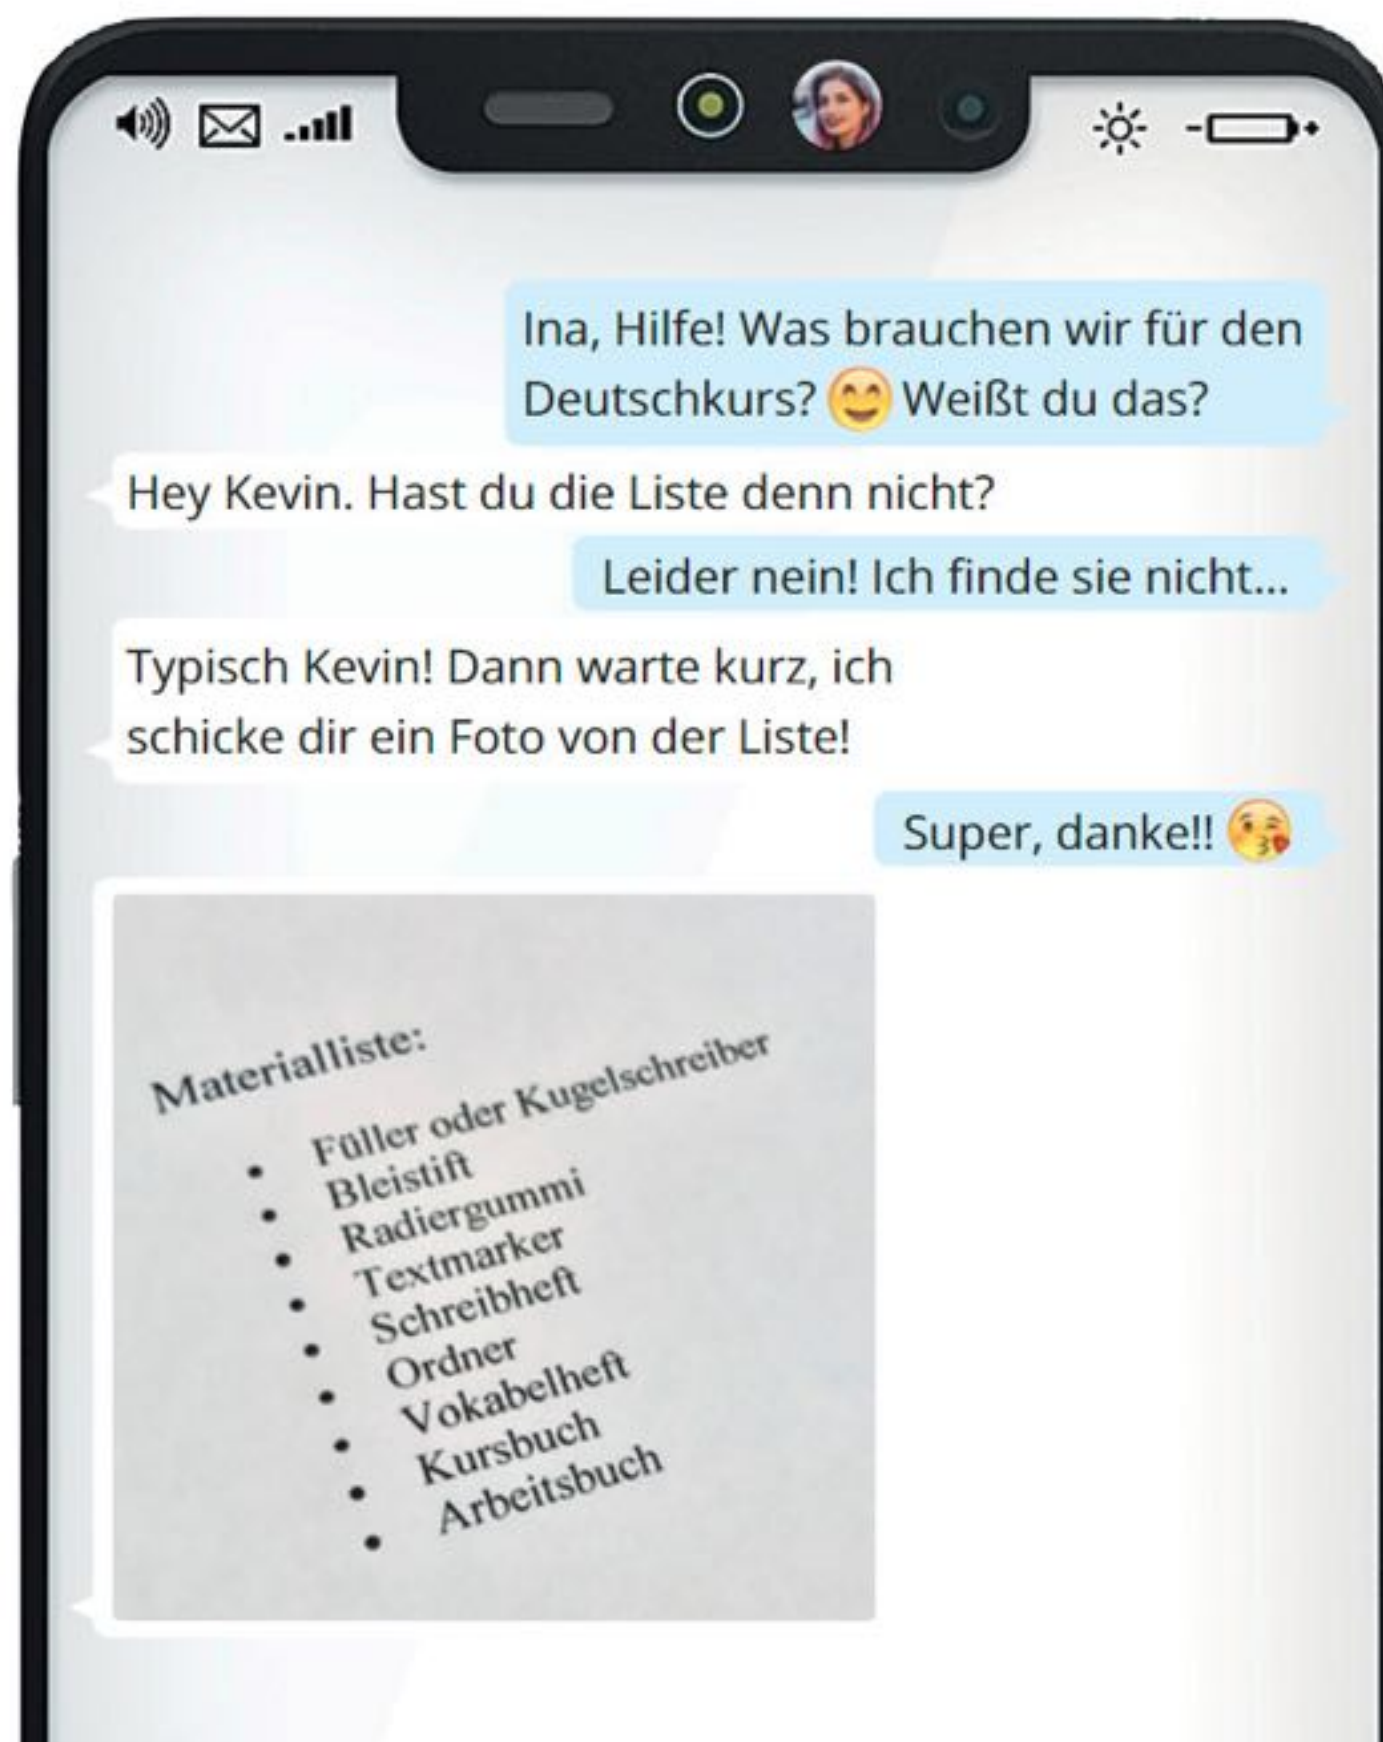 Ina, Hilfe! Was brauchen wir für den
Deutschkurs? 😊 Weißt du das?
Hey Kevin. Hast du die Liste denn nicht?
Leider nein! Ich finde sie nicht...
Typisch Kevin! Dann warte kurz, ich
schicke dir ein Foto von der Liste!
Super, danke!! 😘
Materialliste:
• Füller oder Kugelschreiber
• Bleistift
• Radiergummi
• Textmarker
• Schreibheft
• Ordner
• Vokabelheft
• Kursbuch
• Arbeitsbuch